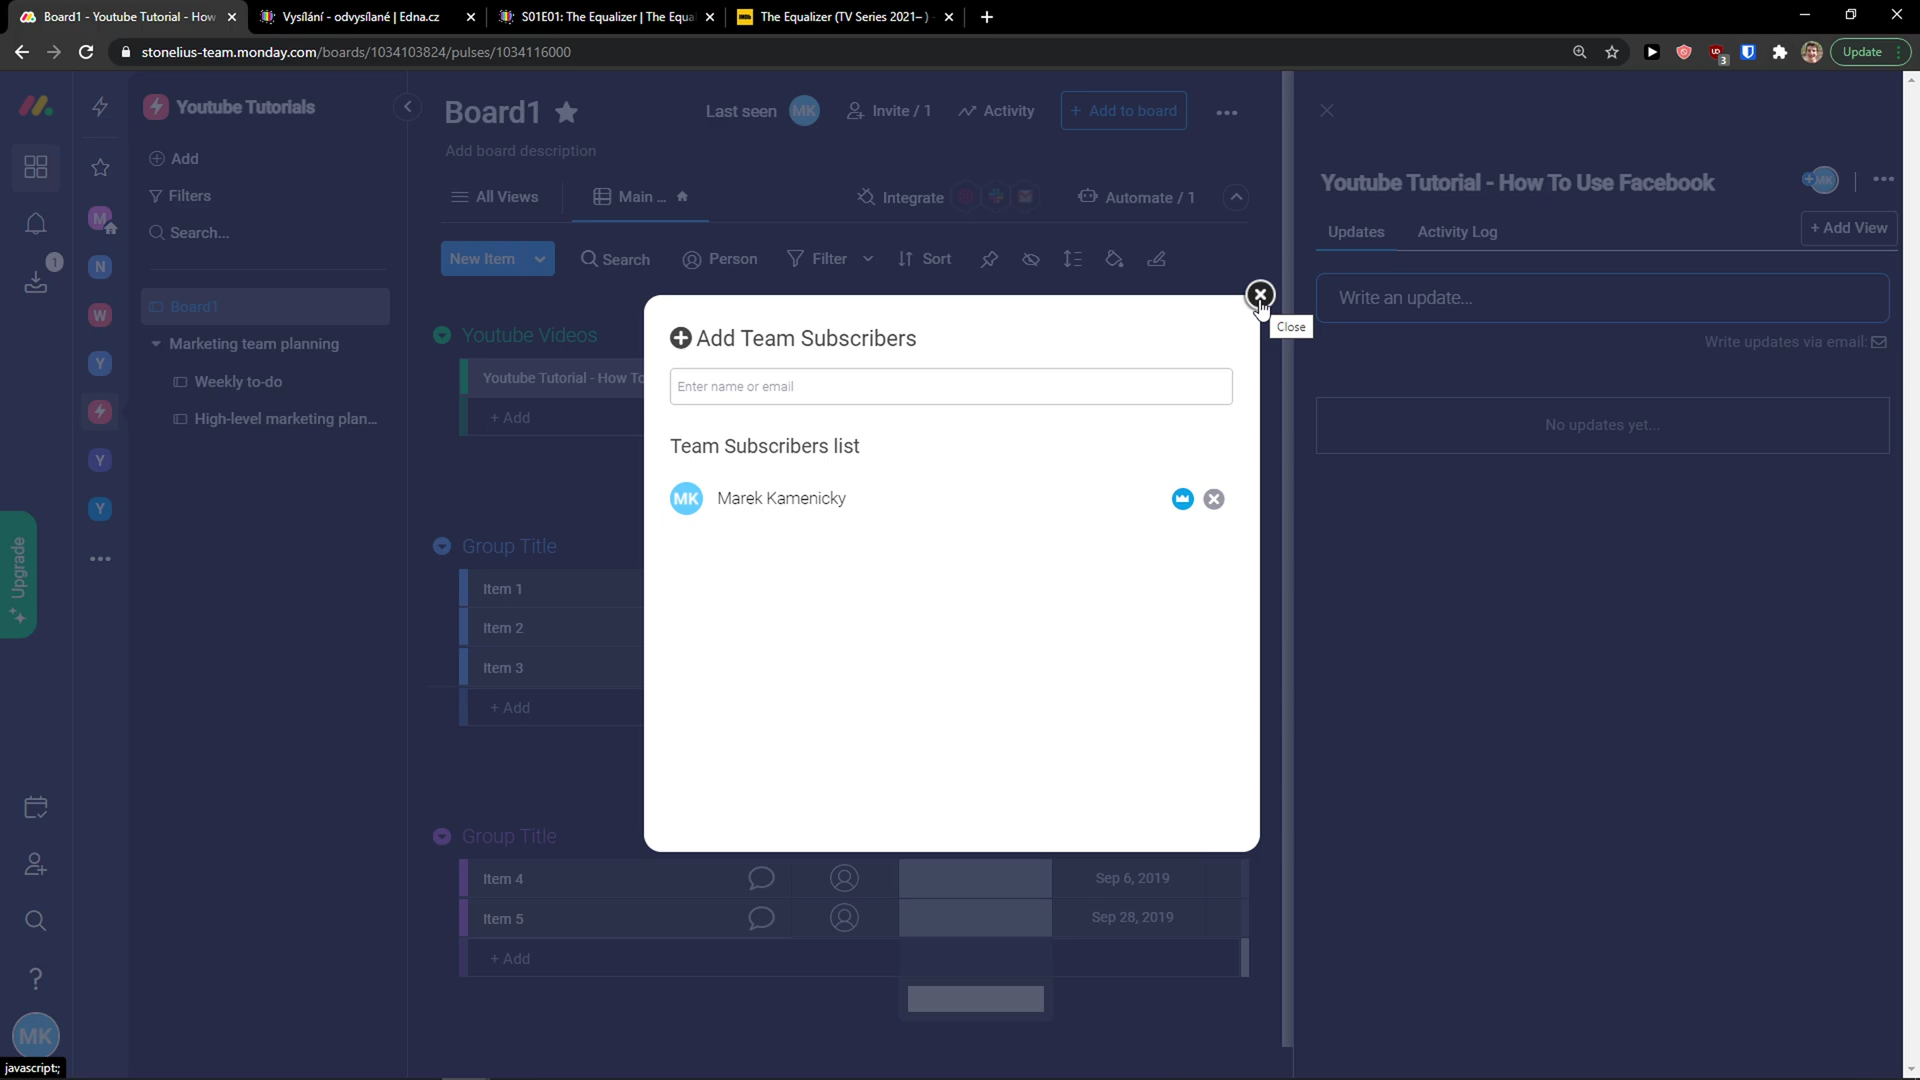 Board1 - Youtube Tutorial - How
Vysílání - odvysílané | Edna.cz
S01E01: The Equalizer | The Equa
IMDb
The Equalizer (TV Series 2021– )
stonelius-team.monday.com/boards/1034103824/pulses/1034116000
3
Update
Youtube Tutorials
Add
Filters
Search...
Board1
Marketing team planning
Weekly to-do
High-level marketing plan...
1
M
N
W
Y
Y
Y
Upgrade
?
MK
javascript:;
Board1
Last seen
MK
Invite / 1
Activity
+ Add to board
Add board description
All Views
Main ...
Integrate
Automate / 1
New Item
Search
Person
Filter
Sort
Youtube Videos
Youtube Tutorial - How To
+ Add
Group Title
Item 1
Item 2
Item 3
+ Add
Group Title
Item 4
Sep 6, 2019
Item 5
Sep 28, 2019
+ Add
Add Team Subscribers
Enter name or email
Team Subscribers list
MK
Marek Kamenicky
Close
Youtube Tutorial - How To Use Facebook
MK
Updates
Activity Log
+ Add View
Write an update...
Write updates via email:
No updates yet...